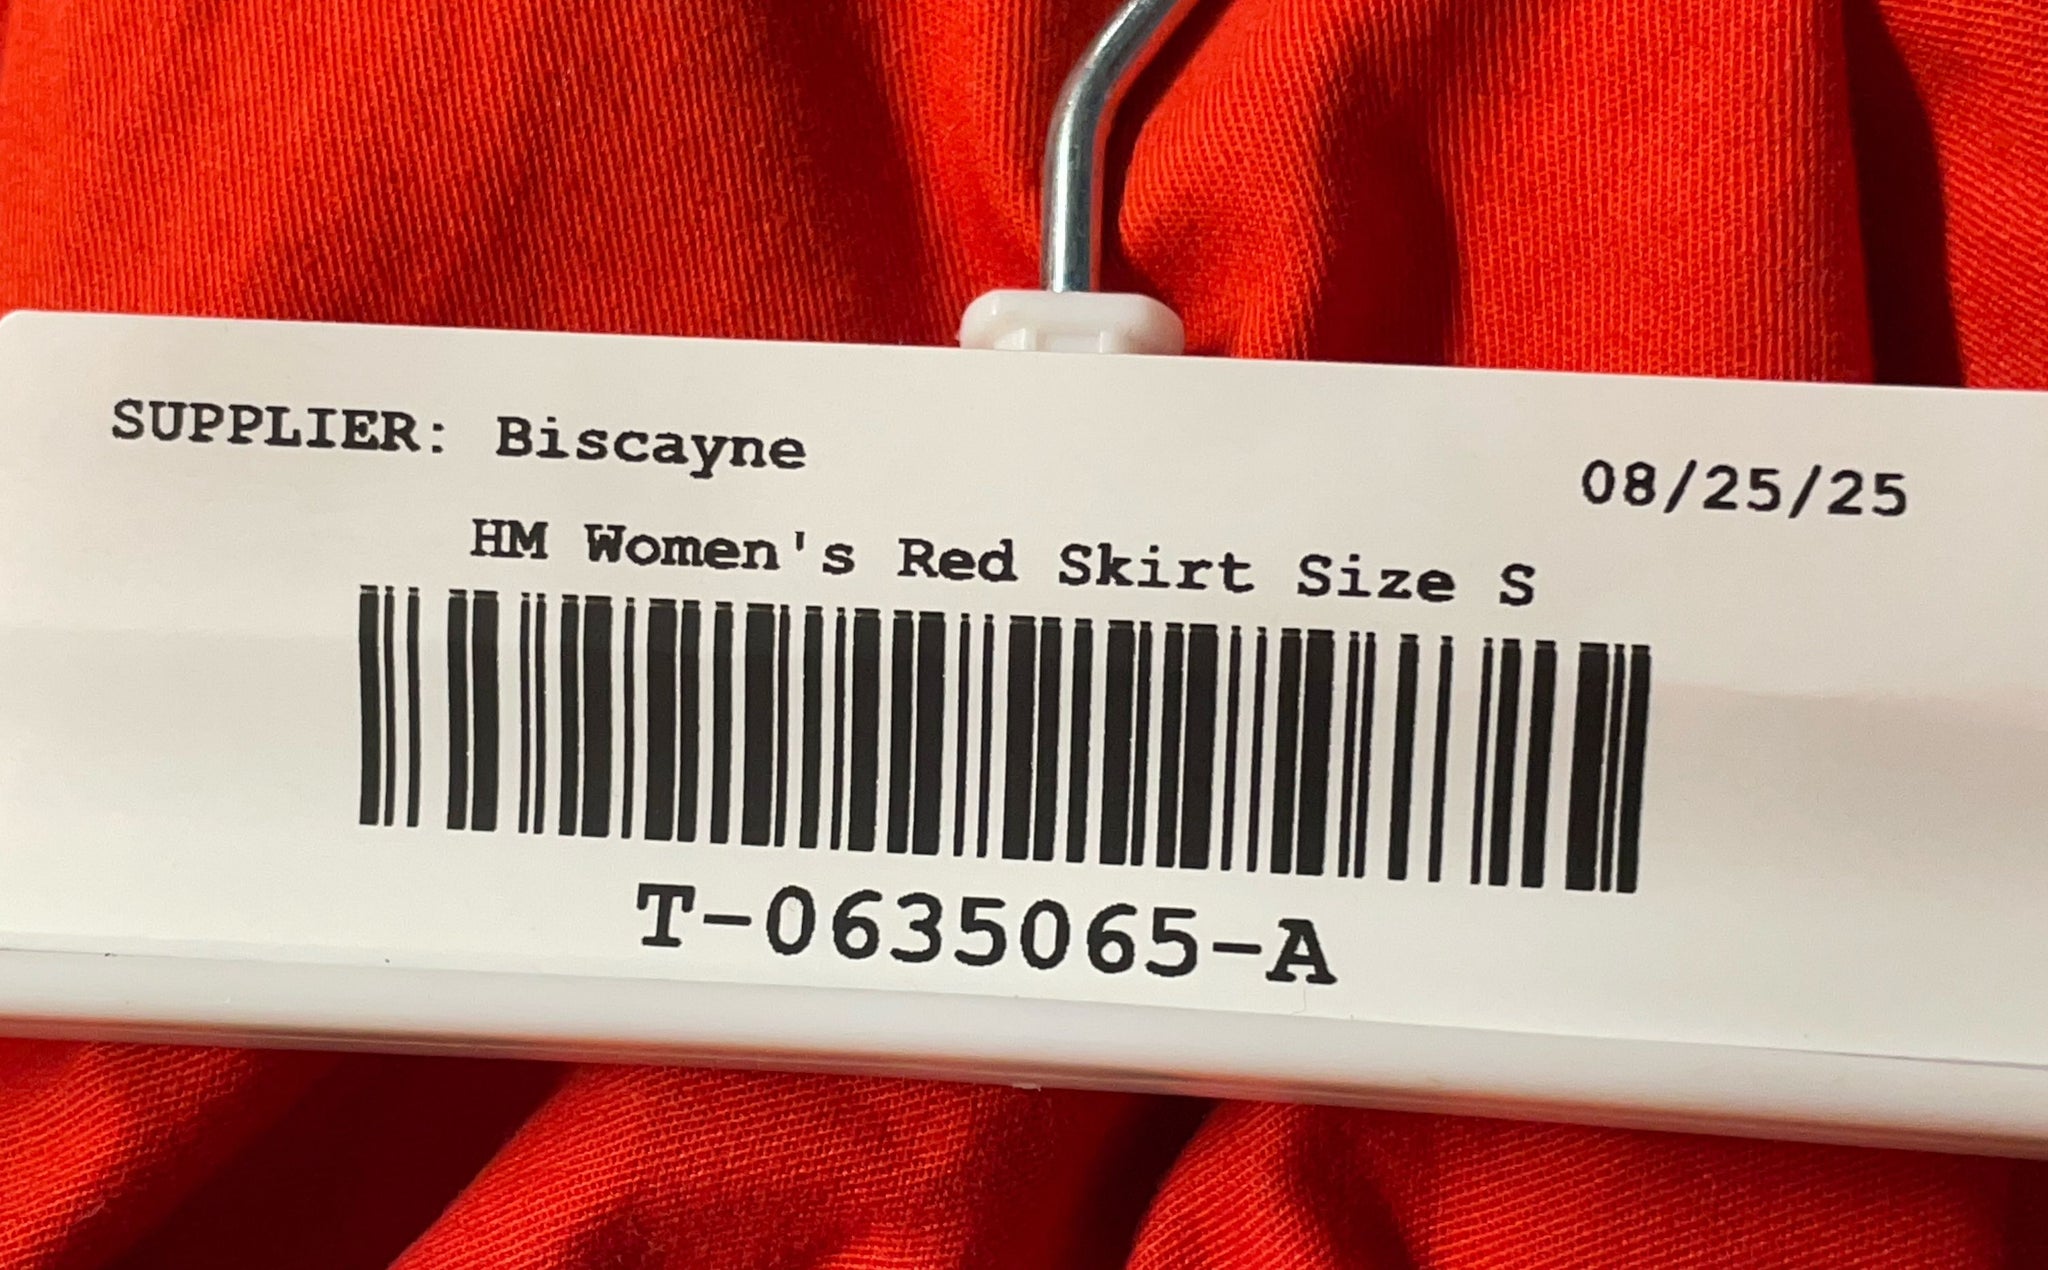 SUPPLIER: Biscayne
08/25/25
HM Women's Red Skirt Size S
T-0635065-A